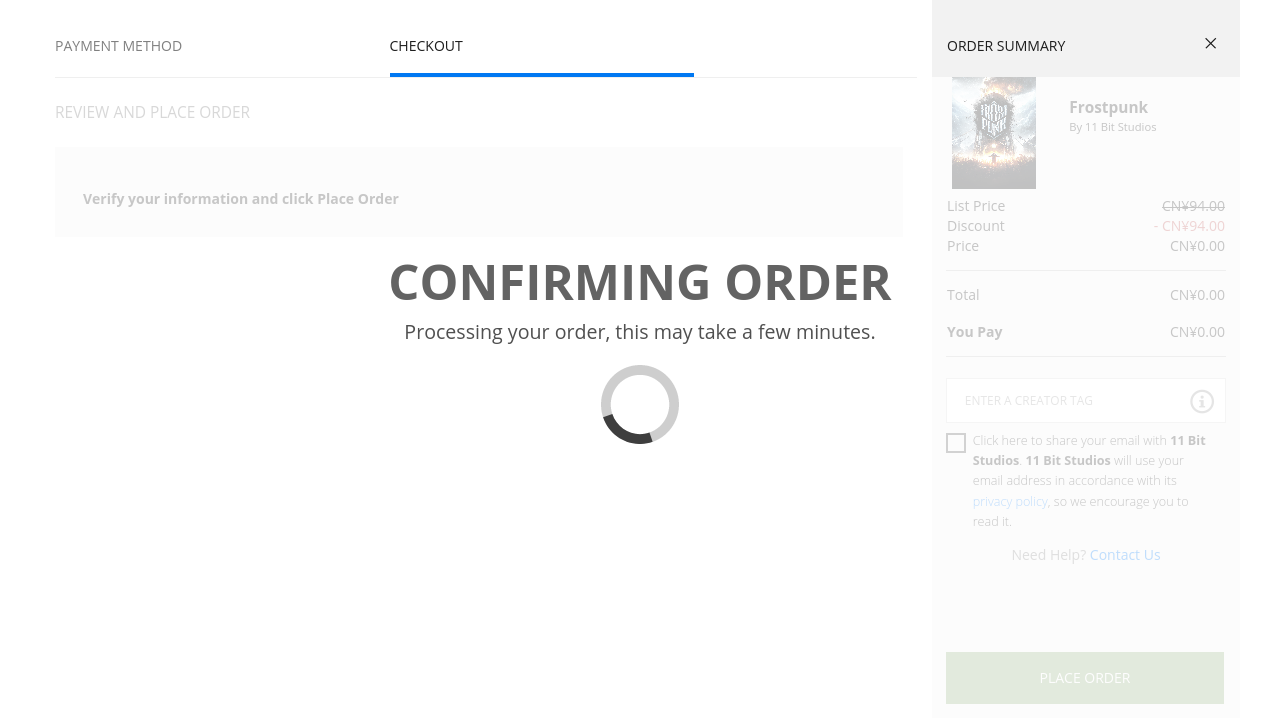 PAYMENT METHOD
CHECKOUT
ORDER SUMMARY
REVIEW AND PLACE ORDER
Verify your information and click Place Order
CONFIRMING ORDER
Processing your order, this may take a few minutes.
FROST
PUNK
Frostpunk
By 11 Bit Studios
List Price CN¥94.00
Discount - CN¥94.00
Price CN¥0.00
Total CN¥0.00
You Pay CN¥0.00
ENTER A CREATOR TAG
Click here to share your email with 11 Bit
Studios. 11 Bit Studios will use your
email address in accordance with its
privacy policy, so we encourage you to
read it.
Need Help? Contact Us
PLACE ORDER